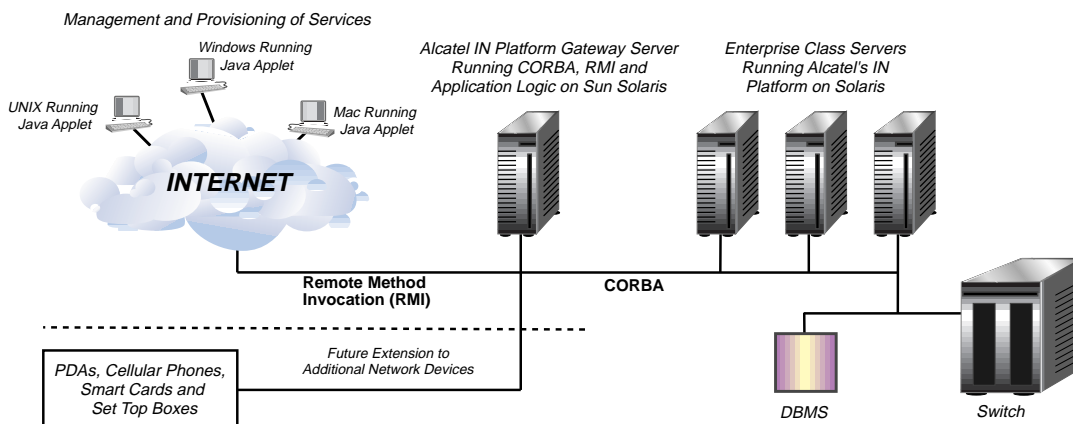 Management and Provisioning of Services
Windows Running
Java Applet
UNIX Running
Java Applet
Mac Running
Java Applet
INTERNET
Alcatel IN Platform Gateway Server
Running CORBA, RMI and
Application Logic on Sun Solaris
Enterprise Class Servers
Running Alcatel's IN
Platform on Solaris
Remote Method
Invocation (RMI)
CORBA
Future Extension to
Additional Network Devices
PDAs, Cellular Phones,
Smart Cards and
Set Top Boxes
DBMS
Switch